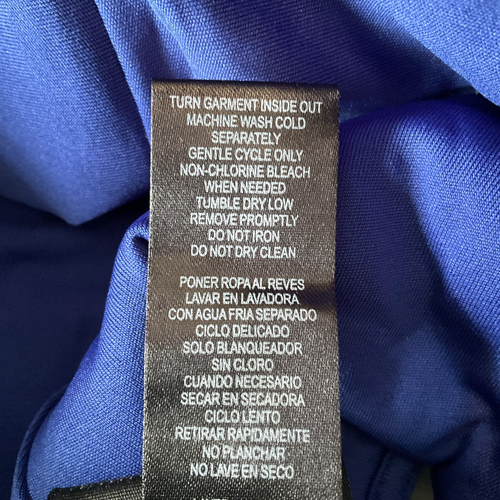 TURN GARMENT INSIDE OUT
MACHINE WASH COLD
SEPARATELY
GENTLE CYCLE ONLY
NON-CHLORINE BLEACH
WHEN NEEDED
TUMBLE DRY LOW
REMOVE PROMPTLY
DO NOT IRON
DO NOT DRY CLEAN
PONER ROPA AL REVES
LAVAR EN LAVADORA
CON AGUA FRIA SEPARADO
CICLO DELICADO
SOLO BLANQUEADOR
SIN CLORO
CUANDO NECESARIO
SECAR EN SECADORA
CICLO LENTO
RETIRAR RAPIDAMENTE
NO PLANCHAR
NO LAVE EN SECO